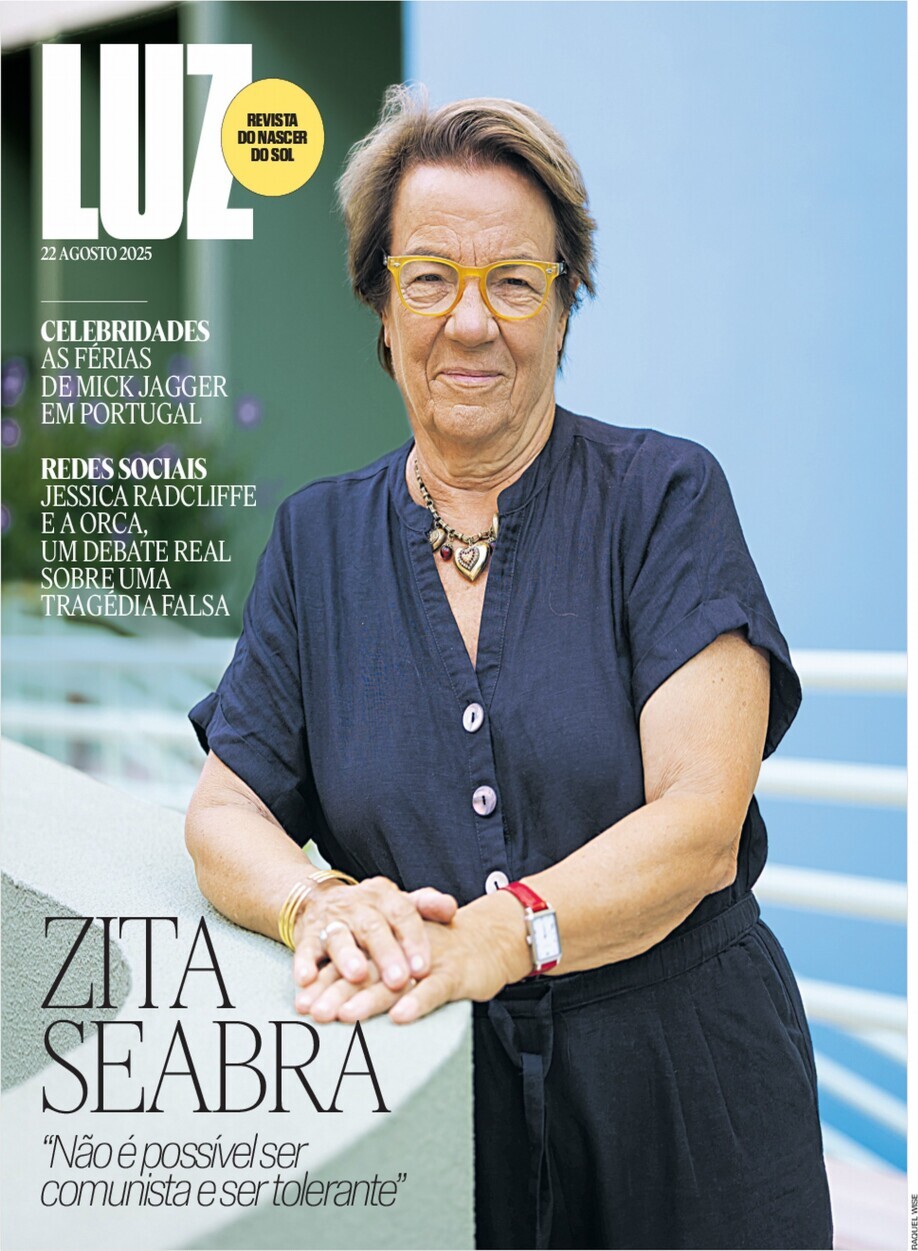 LUZ
REVISTA
DO NASCER
DO SOL
22 AGOSTO 2025
CELEBRIDADES
AS FÉRIAS
DE MICK JAGGER
EM PORTUGAL
REDES SOCIAIS
JESSICA RADCLIFFE
E A ORCA,
UM DEBATE REAL
SOBRE UMA
TRAGÉDIA FALSA
ZITA
SEABRA
“Não é possível ser
comunista e ser tolerante”
RAQUEL WISE